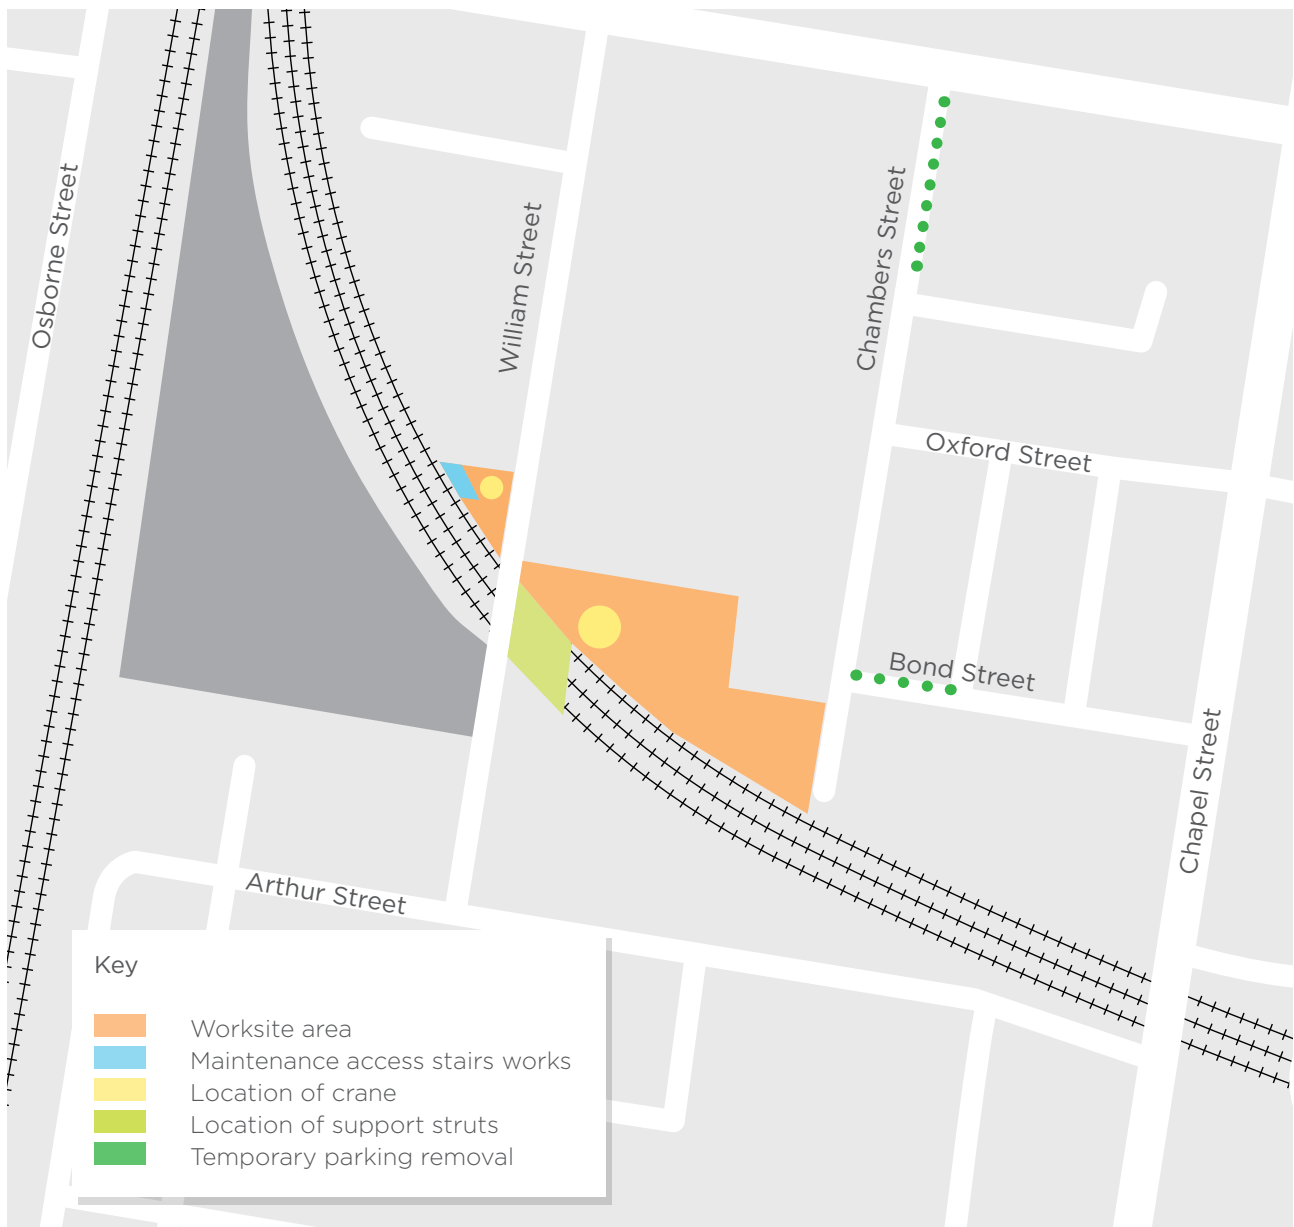 Osborne Street
William Street
Chambers Street
Oxford Street
Bond Street
Chapel Street
Arthur Street
Key
Worksite area
Maintenance access stairs works
Location of crane
Location of support struts
Temporary parking removal